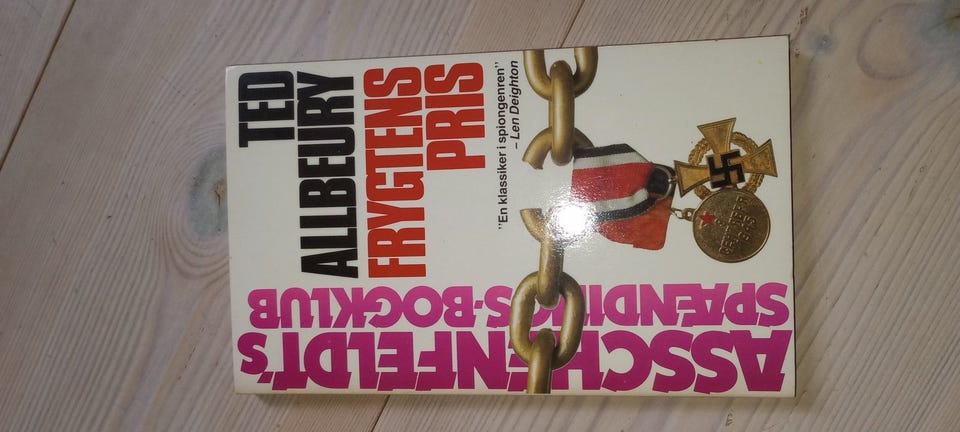 TED
ALLBEURY
FRYGTENS
PRIS
"En klassiker i spiongenren"
– Len Deighton
ASSCHENFELDT's
SPÆNDINGS-BOGKLUB